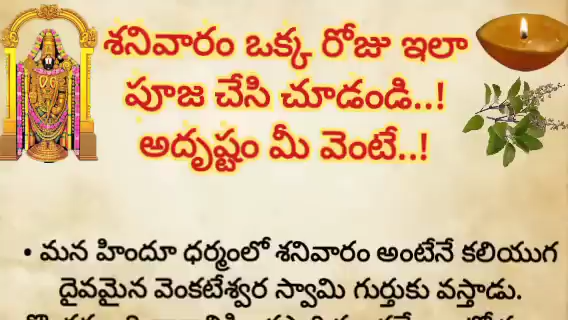 శనివారం ఒక్క రోజు ఇలా
పూజ చేసి చూడండి..!
అదృష్టం మీ వెంటే..!
• మన హిందూ ధర్మంలో శనివారం అంటేనే కలియుగ
దైవమైన వెంకటేశ్వర స్వామి గుర్తుకు వస్తాడు.